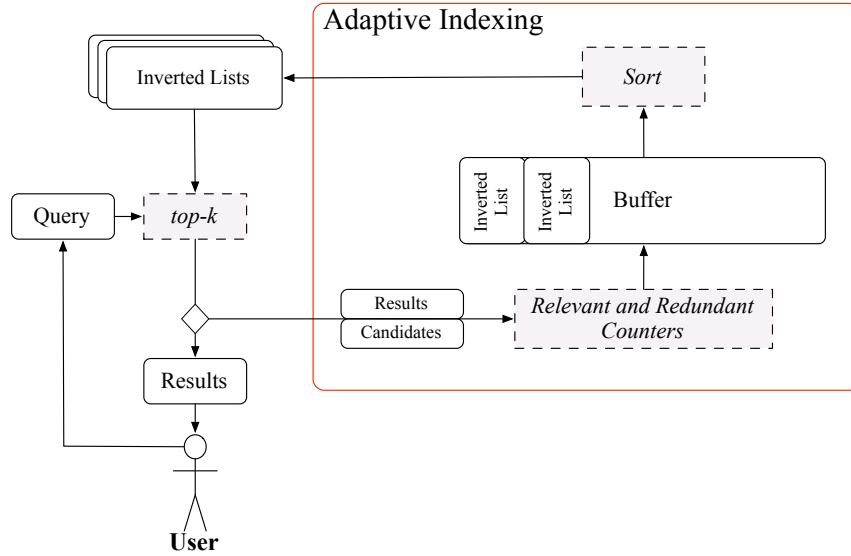 Adaptive Indexing
Inverted Lists
Sort
Inverted
List
Inverted
List
Buffer
Query
top-k
Results
Candidates
Relevant and Redundant
Counters
Results
User